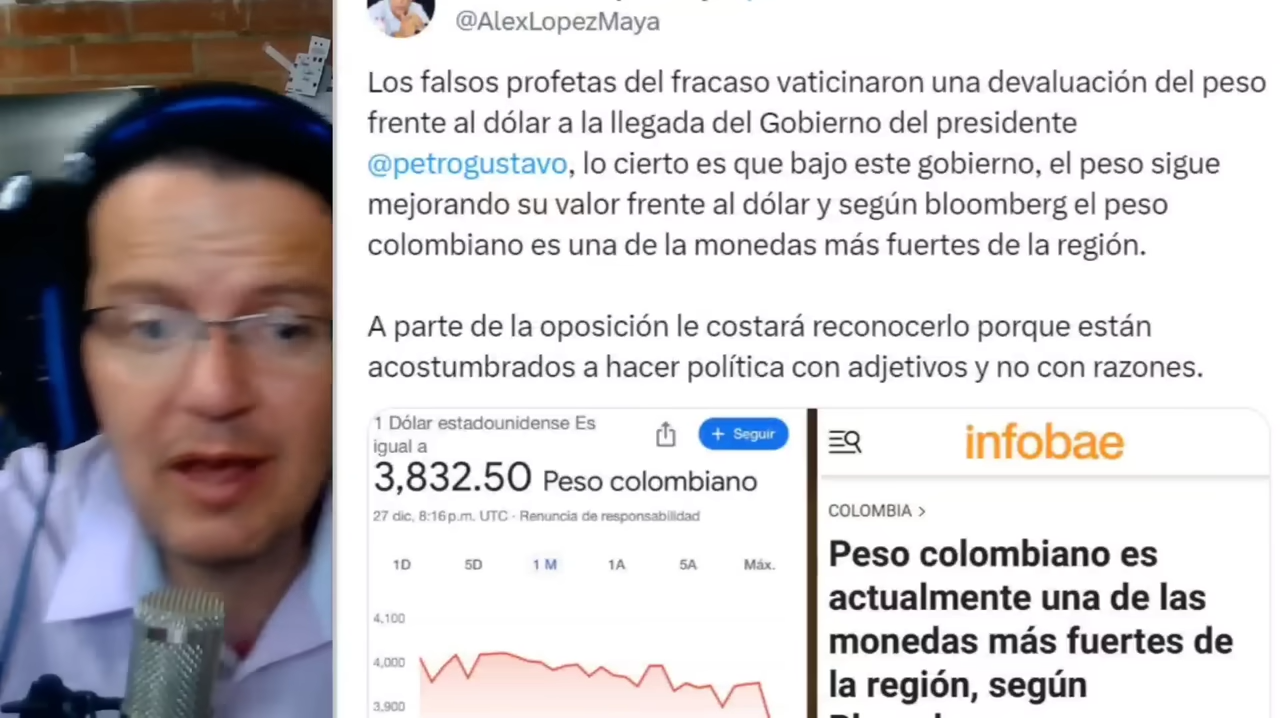 @AlexLopezMaya
Los falsos profetas del fracaso vaticinaron una devaluación del peso
frente al dólar a la llegada del Gobierno del presidente
@petrogustavo, lo cierto es que bajo este gobierno, el peso sigue
mejorando su valor frente al dólar y según bloomberg el peso
colombiano es una de la monedas más fuertes de la región.
A parte de la oposición le costará reconocerlo porque están
acostumbrados a hacer política con adjetivos y no con razones.
1 Dólar estadounidense Es
igual a
+ Seguir
3,832.50 Peso colombiano
27 dic, 8:16 p.m. UTC · Renuncia de responsabilidad
1D 5D 1 M 1A 5A Máx.
4,100
4,000
3,900
infobae
COLOMBIA >
Peso colombiano es
actualmente una de las
monedas más fuertes de
la región, según